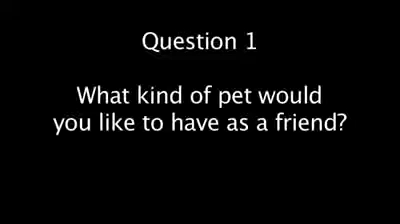 Question 1
What kind of pet would
you like to have as a friend?